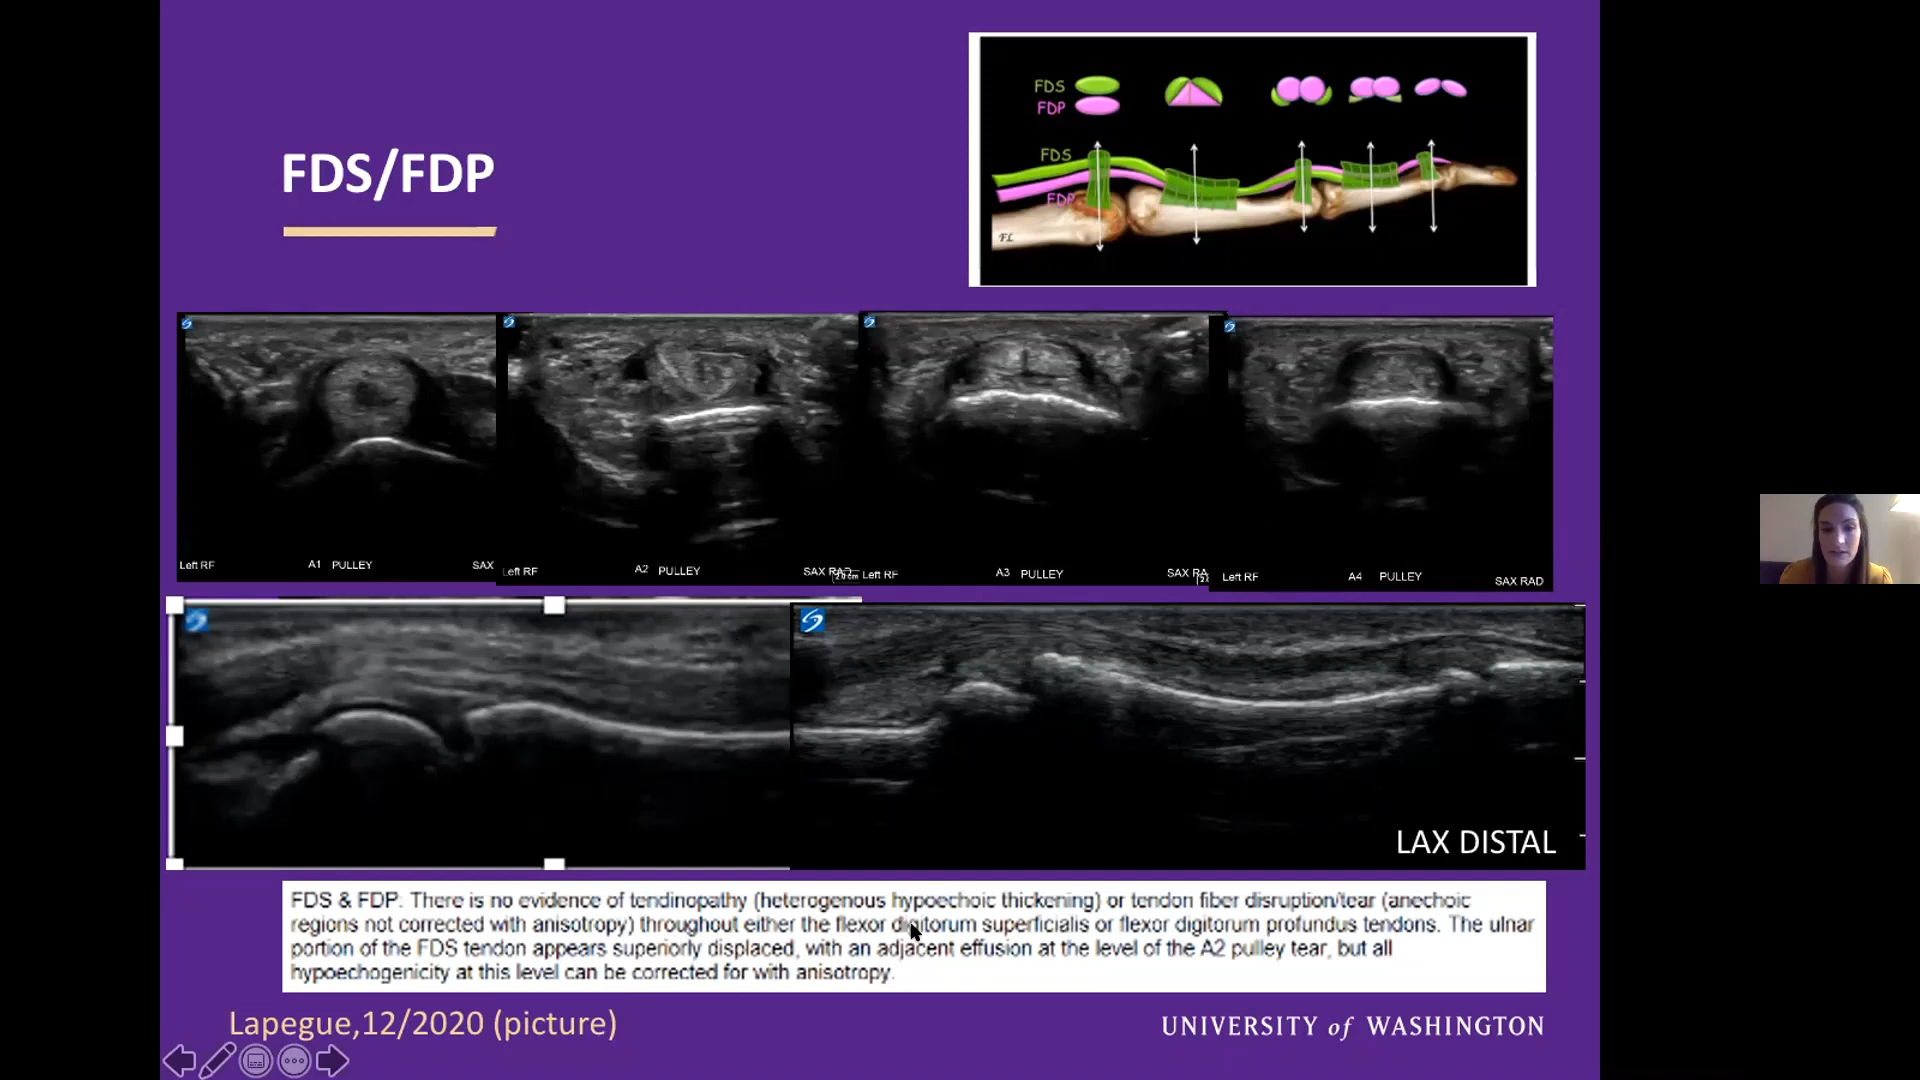 FDS/FDP
FDS
FDP
FDS
FDP
FL
Left RF A1 PULLEY SAX
Left RF A2 PULLEY SAX RAD
Left RF A3 PULLEY SAX RA
Left RF A4 PULLEY SAX RAD
LAX DISTAL
FDS & FDP: There is no evidence of tendinopathy (heterogenous hypoechoic thickening) or tendon fiber disruption/tear (anechoic
regions not corrected with anisotropy) throughout either the flexor digitorum superficialis or flexor digitorum profundus tendons. The ulnar
portion of the FDS tendon appears superiorly displaced, with an adjacent effusion at the level of the A2 pulley tear, but all
hypoechogenicity at this level can be corrected for with anisotropy.
Lapegue,12/2020 (picture)
UNIVERSITY of WASHINGTON